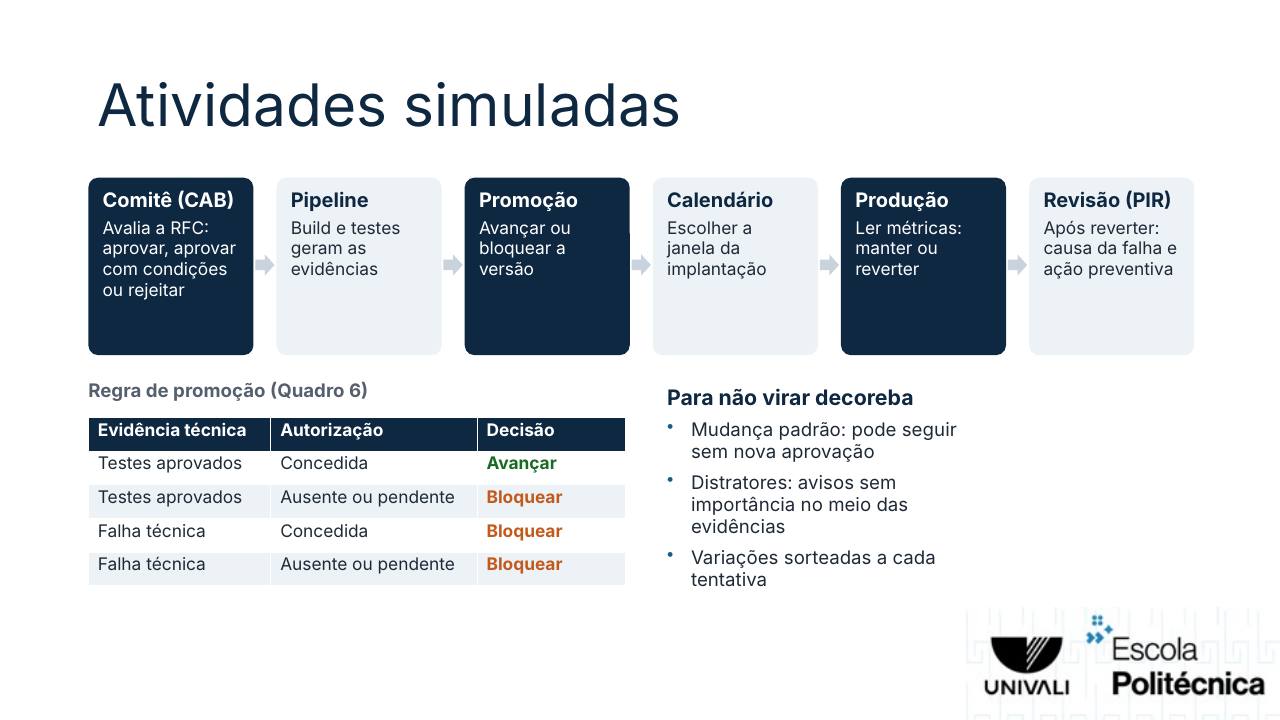 Atividades simuladas
Comitê (CAB)
Avalia a RFC:
aprovar, aprovar
com condições
ou rejeitar
Pipeline
Build e testes
geram as
evidências
Promoção
Avançar ou
bloquear a
versão
Calendário
Escolher a
janela da
implantação
Produção
Ler métricas:
manter ou
reverter
Revisão (PIR)
Após reverter:
causa da falha e
ação preventiva
Regra de promoção (Quadro 6)
Evidência técnica Autorização Decisão
Testes aprovados Concedida Avançar
Testes aprovados Ausente ou pendente Bloquear
Falha técnica Concedida Bloquear
Falha técnica Ausente ou pendente Bloquear
Para não virar decoreba
• Mudança padrão: pode seguir
sem nova aprovação
• Distratores: avisos sem
importância no meio das
evidências
• Variações sorteadas a cada
tentativa
UNIVALI
Escola
Politécnica